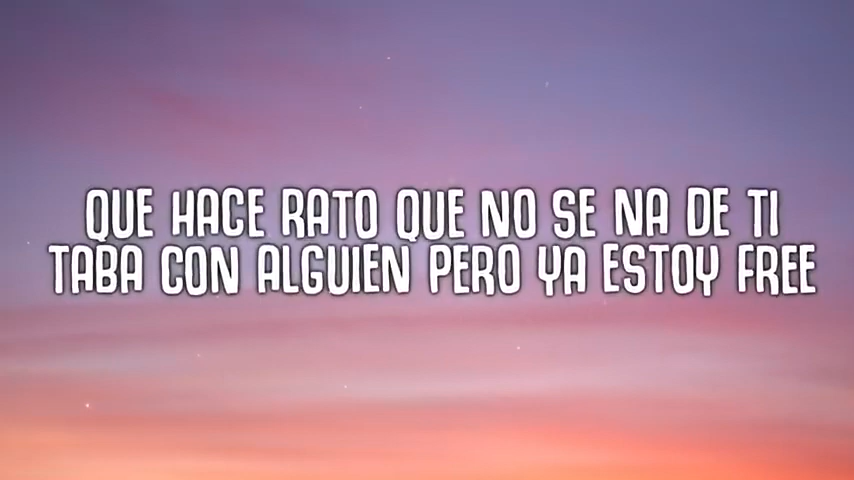 QUE HACE RATO QUE NO SE NA DE TI
TABA CON ALGUIEN PERO YA ESTOY FREE